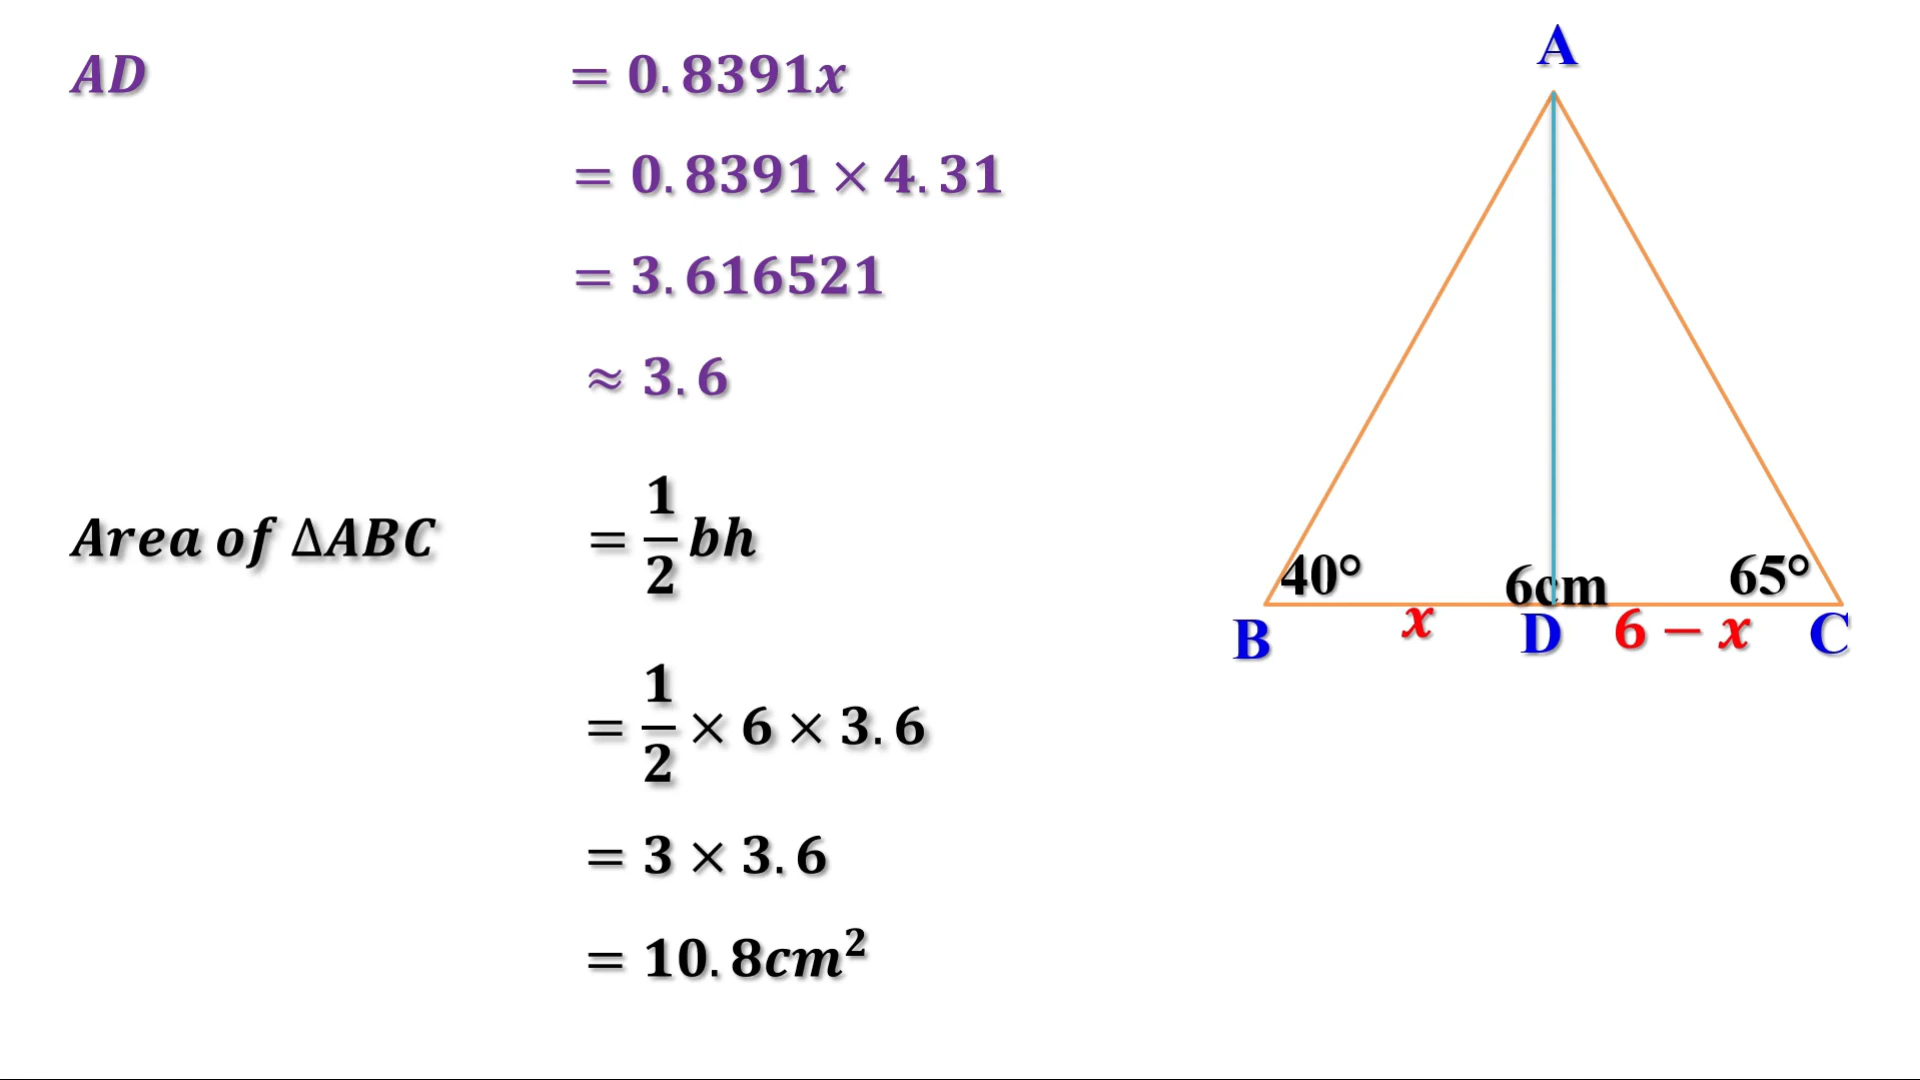 AD = 0.8391x
= 0.8391 × 4.31
= 3.616521
≈ 3.6
Area of ΔABC = 1/2 bh
= 1/2 × 6 × 3.6
= 3 × 3.6
= 10.8cm²
A
40°
6cm
65°
B
x
D
6 − x
C